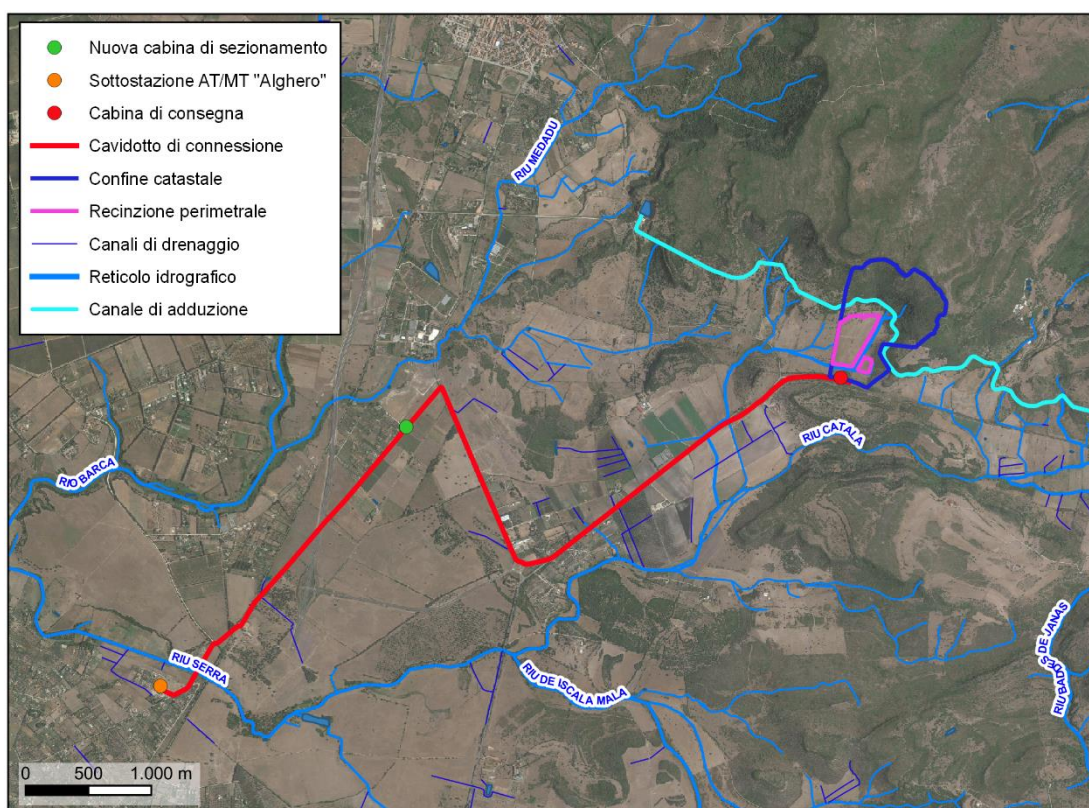 Nuova cabina di sezionamento
Sottostazione AT/MT "Alghero"
Cabina di consegna
Cavidotto di connessione
Confine catastale
Recinzione perimetrale
Canali di drenaggio
Reticolo idrografico
Canale di adduzione
RIU MEDADU
RIU CATALA
RIO BARCA
RIU SERRA
RIU DE ISCALA MALA
RIU BADDES DE JANAS
0 500 1.000 m